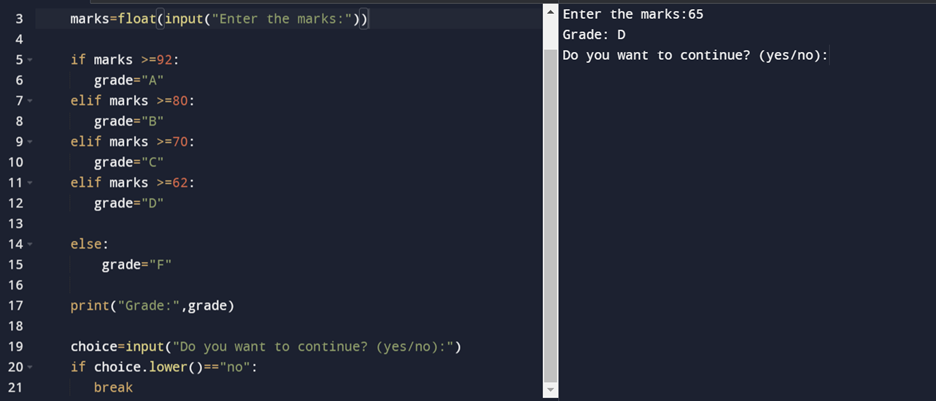 3 marks=float(input("Enter the marks:"))
4
5 if marks >=92:
6 grade="A"
7 elif marks >=80:
8 grade="B"
9 elif marks >=70:
10 grade="C"
11 elif marks >=62:
12 grade="D"
13
14 else:
15 grade="F"
16
17 print("Grade:",grade)
18
19 choice=input("Do you want to continue? (yes/no):")
20 if choice.lower()=="no":
21 break
Enter the marks:65
Grade: D
Do you want to continue? (yes/no):